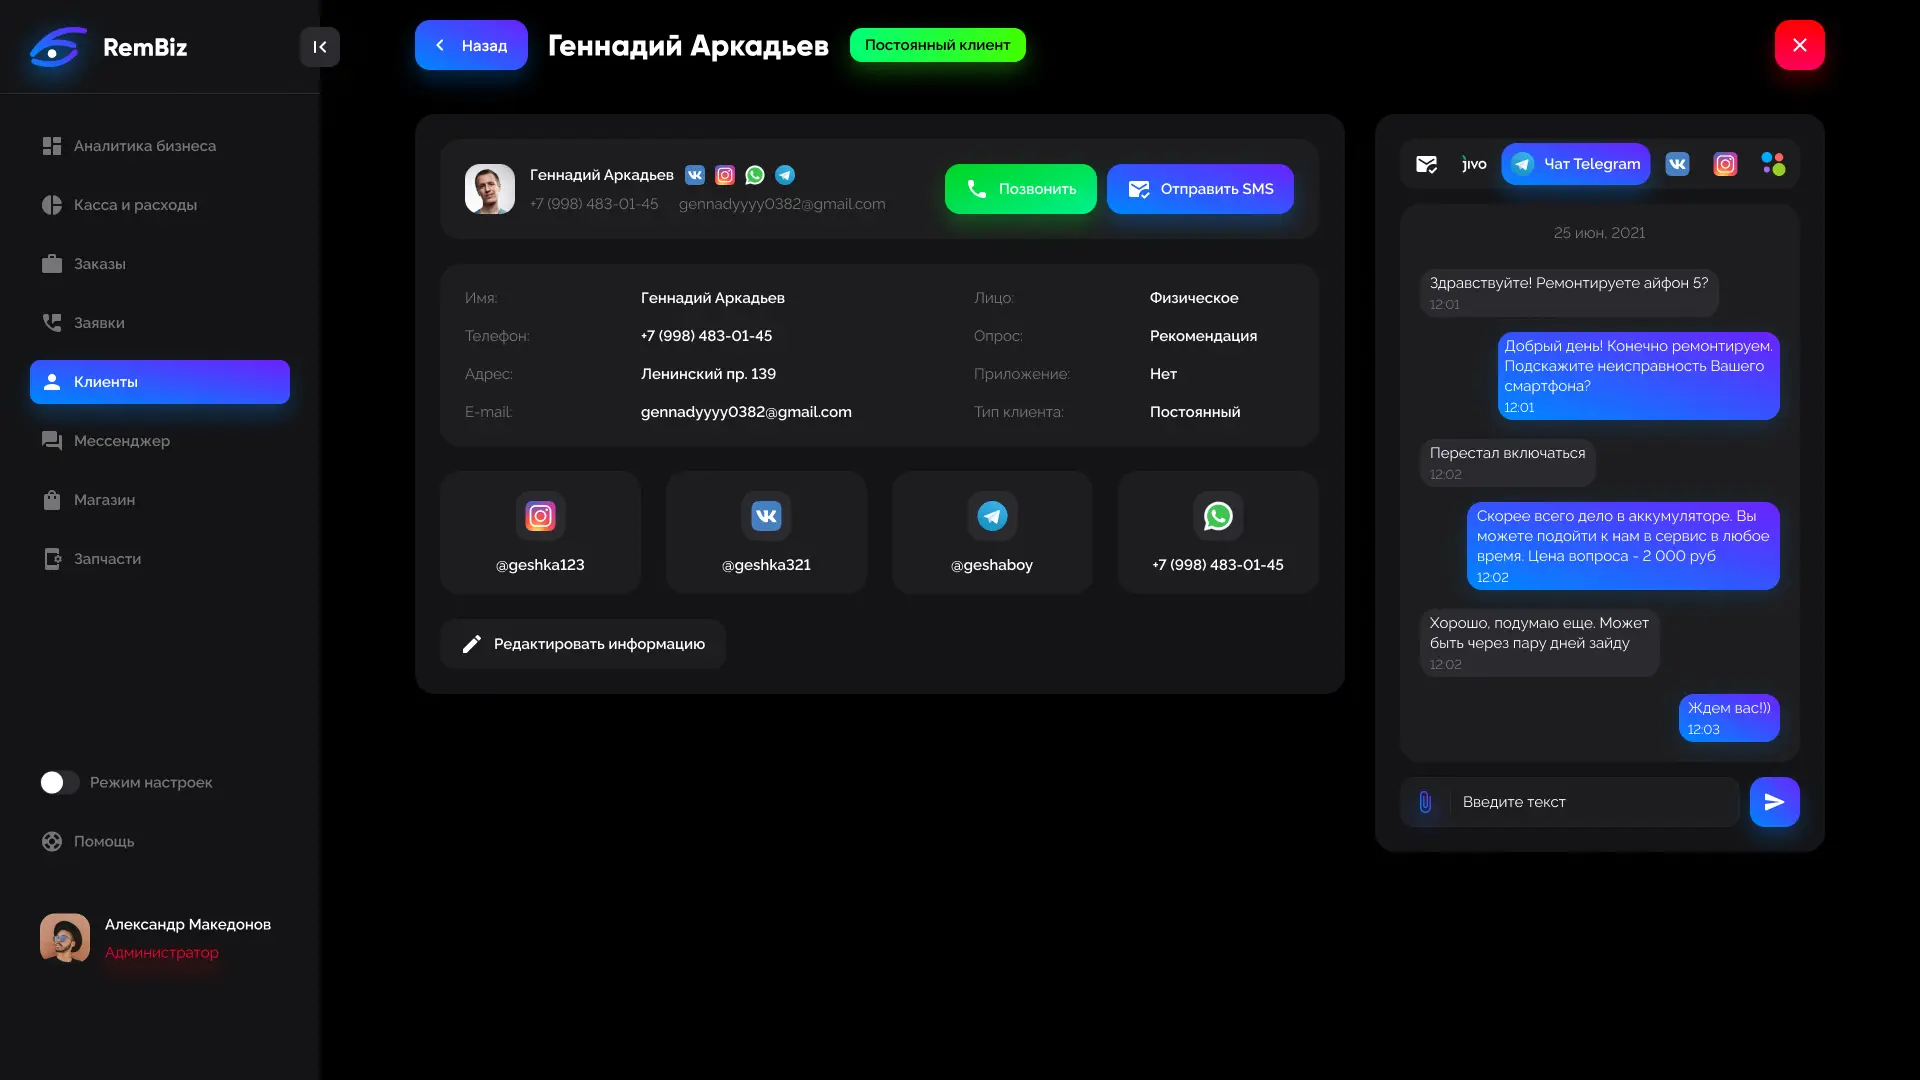 RemBiz
Аналитика бизнеса
Касса и расходы
Заказы
Заявки
Клиенты
Мессенджер
Магазин
Запчасти
Режим настроек
Помощь
Александр Македонов
Администратор
Назад
Геннадий Аркадьев
Постоянный клиент
Геннадий Аркадьев
+7 (998) 483-01-45 gennadyyyy0382@gmail.com
Позвонить
Отправить SMS
Имя: Геннадий Аркадьев
Телефон: +7 (998) 483-01-45
Адрес: Ленинский пр. 139
E-mail: gennadyyyy0382@gmail.com
Лицо: Физическое
Опрос: Рекомендация
Приложение: Нет
Тип клиента: Постоянный
@geshka123
@geshka321
@geshaboy
+7 (998) 483-01-45
Редактировать информацию
jivo
Чат Telegram
25 июн, 2021
Здравствуйте! Ремонтируете айфон 5?
12:01
Добрый день! Конечно ремонтируем.
Подскажите неисправность Вашего
смартфона?
12:01
Перестал включаться
12:02
Скорее всего дело в аккумуляторе. Вы
можете подойти к нам в сервис в любое
время. Цена вопроса - 2 000 руб
12:02
Хорошо, подумаю еще. Может
быть через пару дней зайду
12:02
Ждем вас!))
12:03
Введите текст